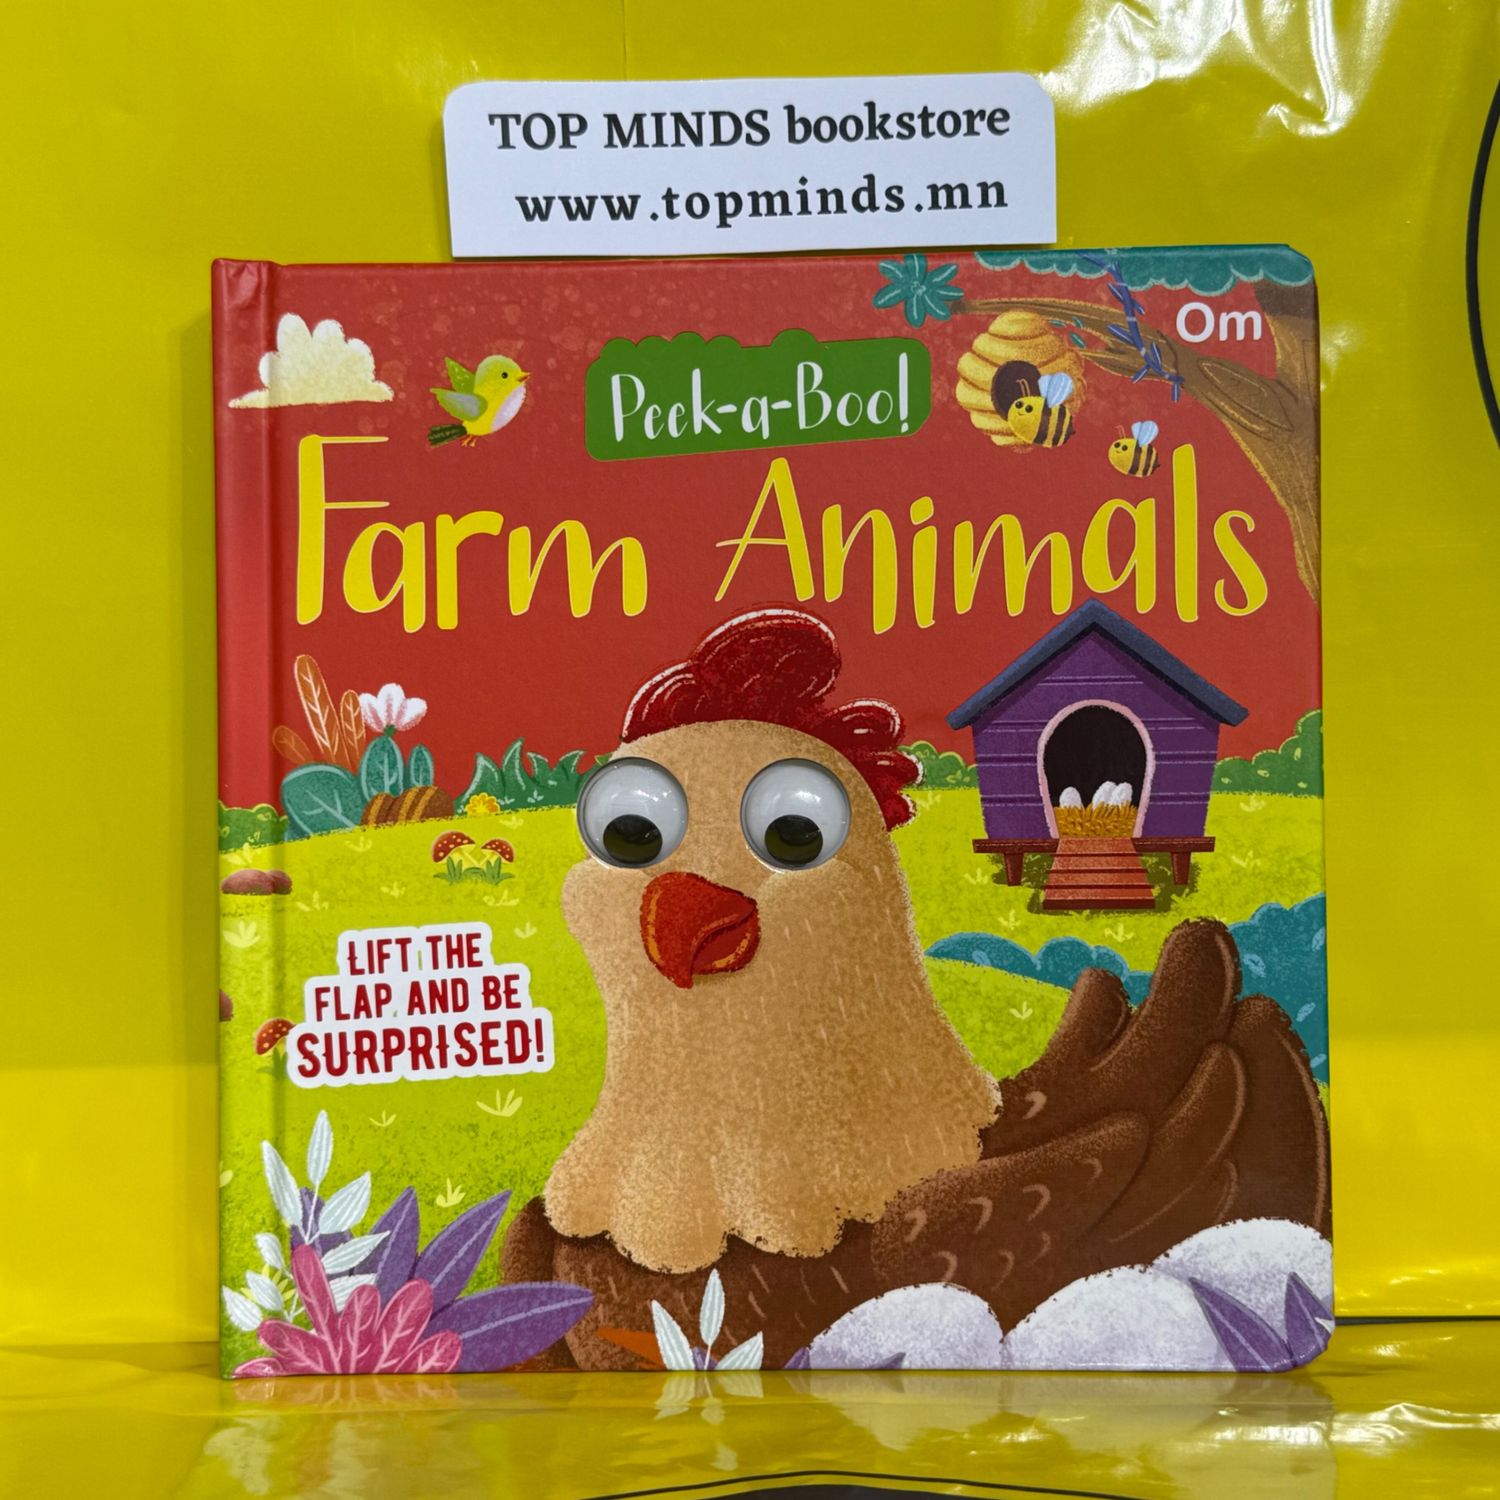 TOP MINDS bookstore
www.topminds.mn
Om
Peek-a-Boo!
Farm Animals
LIFT THE
FLAP AND BE
SURPRISED!